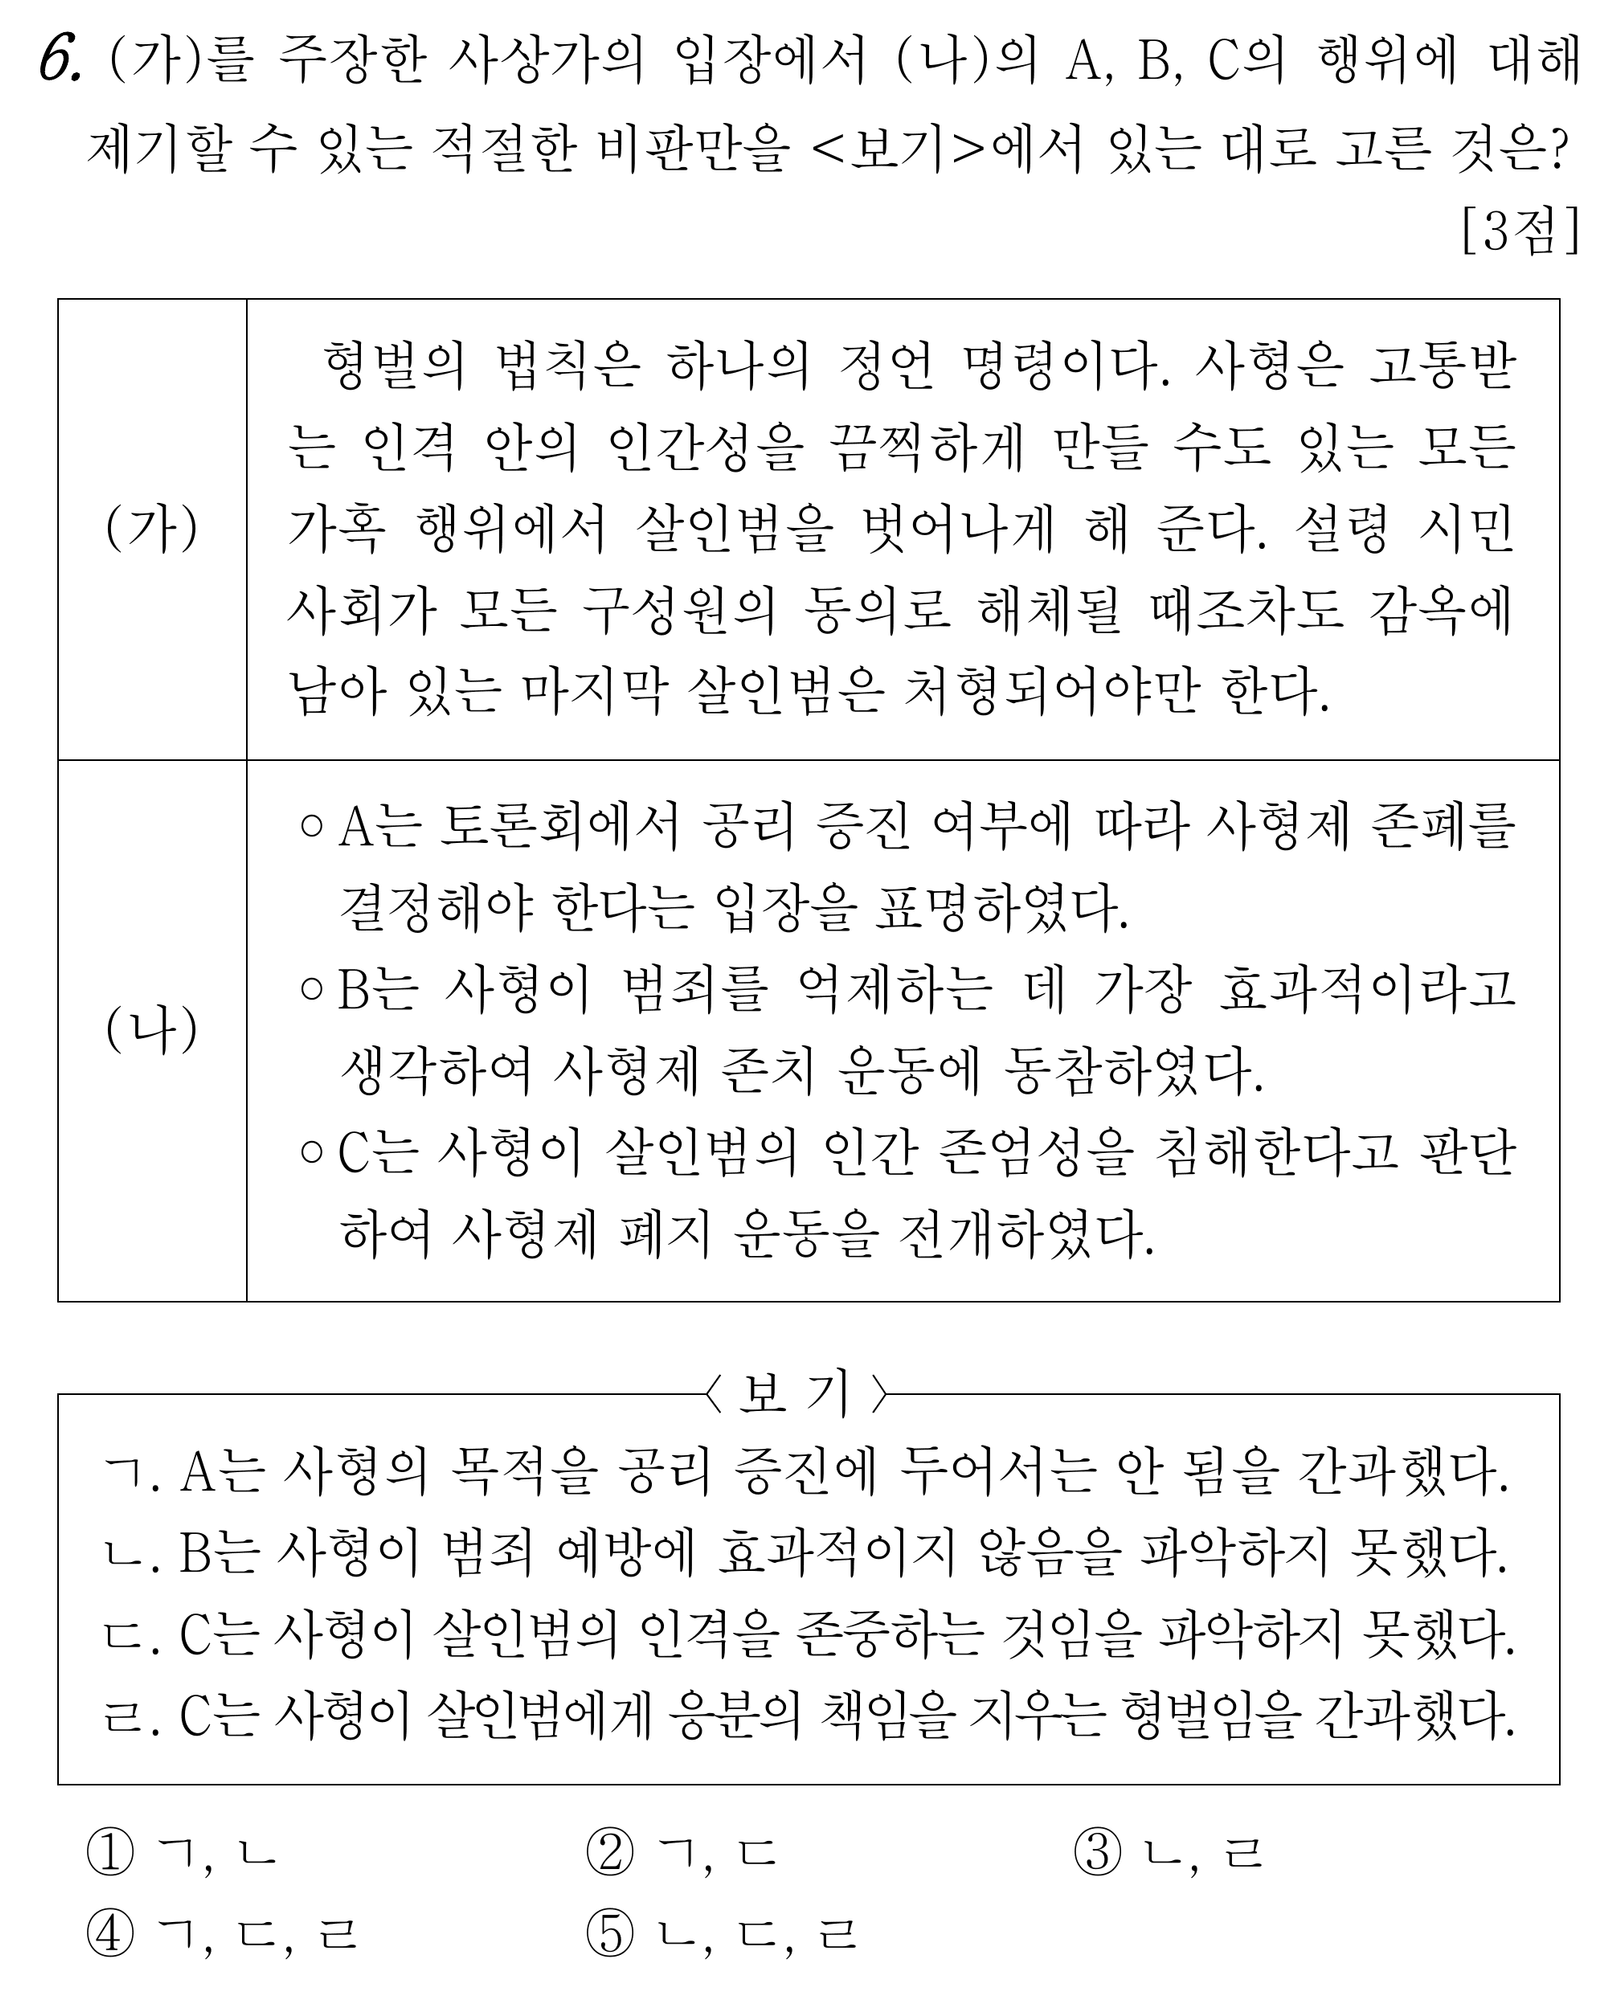 6. (가)를 주장한 사상가의 입장에서 (나)의 A, B, C의 행위에 대해
제기할 수 있는 적절한 비판만을 <보기>에서 있는 대로 고른 것은?
[3점]
(가)
형벌의 법칙은 하나의 정언 명령이다. 사형은 고통받
는 인격 안의 인간성을 끔찍하게 만들 수도 있는 모든
가혹 행위에서 살인범을 벗어나게 해 준다. 설령 시민
사회가 모든 구성원의 동의로 해체될 때조차도 감옥에
남아 있는 마지막 살인범은 처형되어야만 한다.
(나)
○ A는 토론회에서 공리 증진 여부에 따라 사형제 존폐를
결정해야 한다는 입장을 표명하였다.
○ B는 사형이 범죄를 억제하는 데 가장 효과적이라고
생각하여 사형제 존치 운동에 동참하였다.
○ C는 사형이 살인범의 인간 존엄성을 침해한다고 판단
하여 사형제 폐지 운동을 전개하였다.
〈 보 기 〉
ㄱ. A는 사형의 목적을 공리 증진에 두어서는 안 됨을 간과했다.
ㄴ. B는 사형이 범죄 예방에 효과적이지 않음을 파악하지 못했다.
ㄷ. C는 사형이 살인범의 인격을 존중하는 것임을 파악하지 못했다.
ㄹ. C는 사형이 살인범에게 응분의 책임을 지우는 형벌임을 간과했다.
① ㄱ, ㄴ ② ㄱ, ㄷ ③ ㄴ, ㄹ
④ ㄱ, ㄷ, ㄹ ⑤ ㄴ, ㄷ, ㄹ